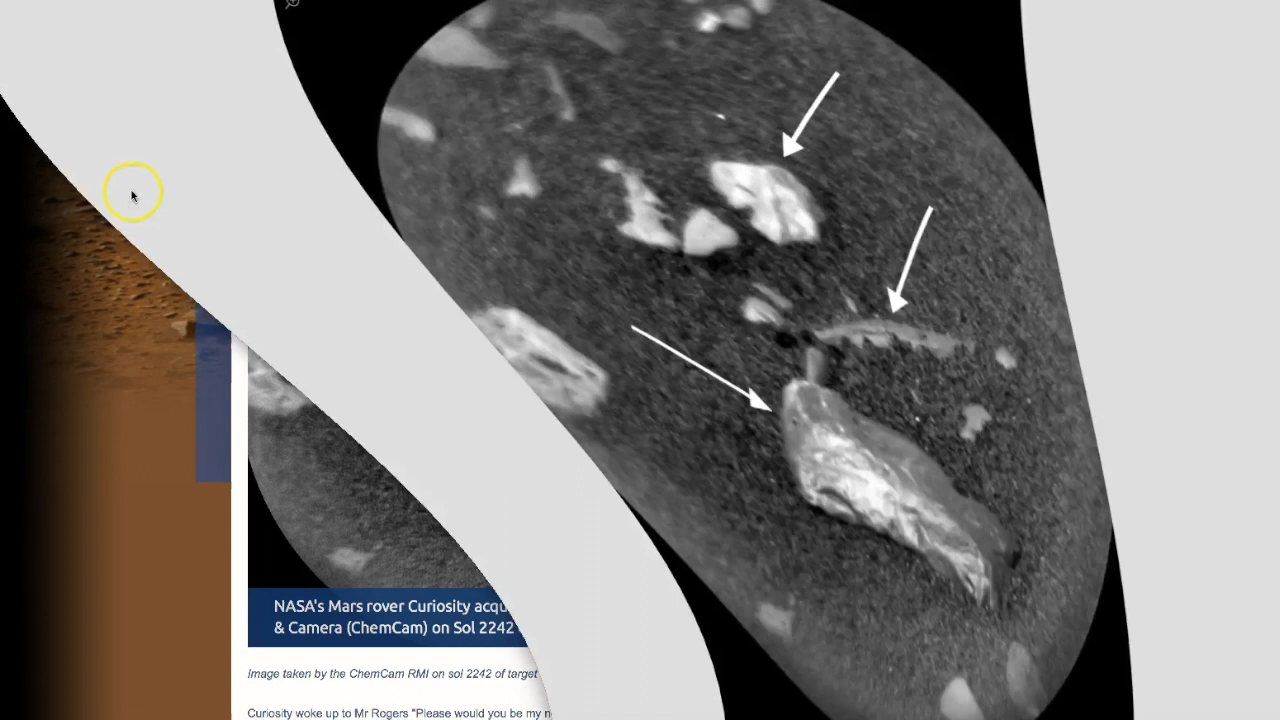 NASA's Mars rover Curiosity acqu
& Camera (ChemCam) on Sol 2242
Image taken by the ChemCam RMI on sol 2242 of target
Curiosity woke up to Mr Rogers "Please would you be my n